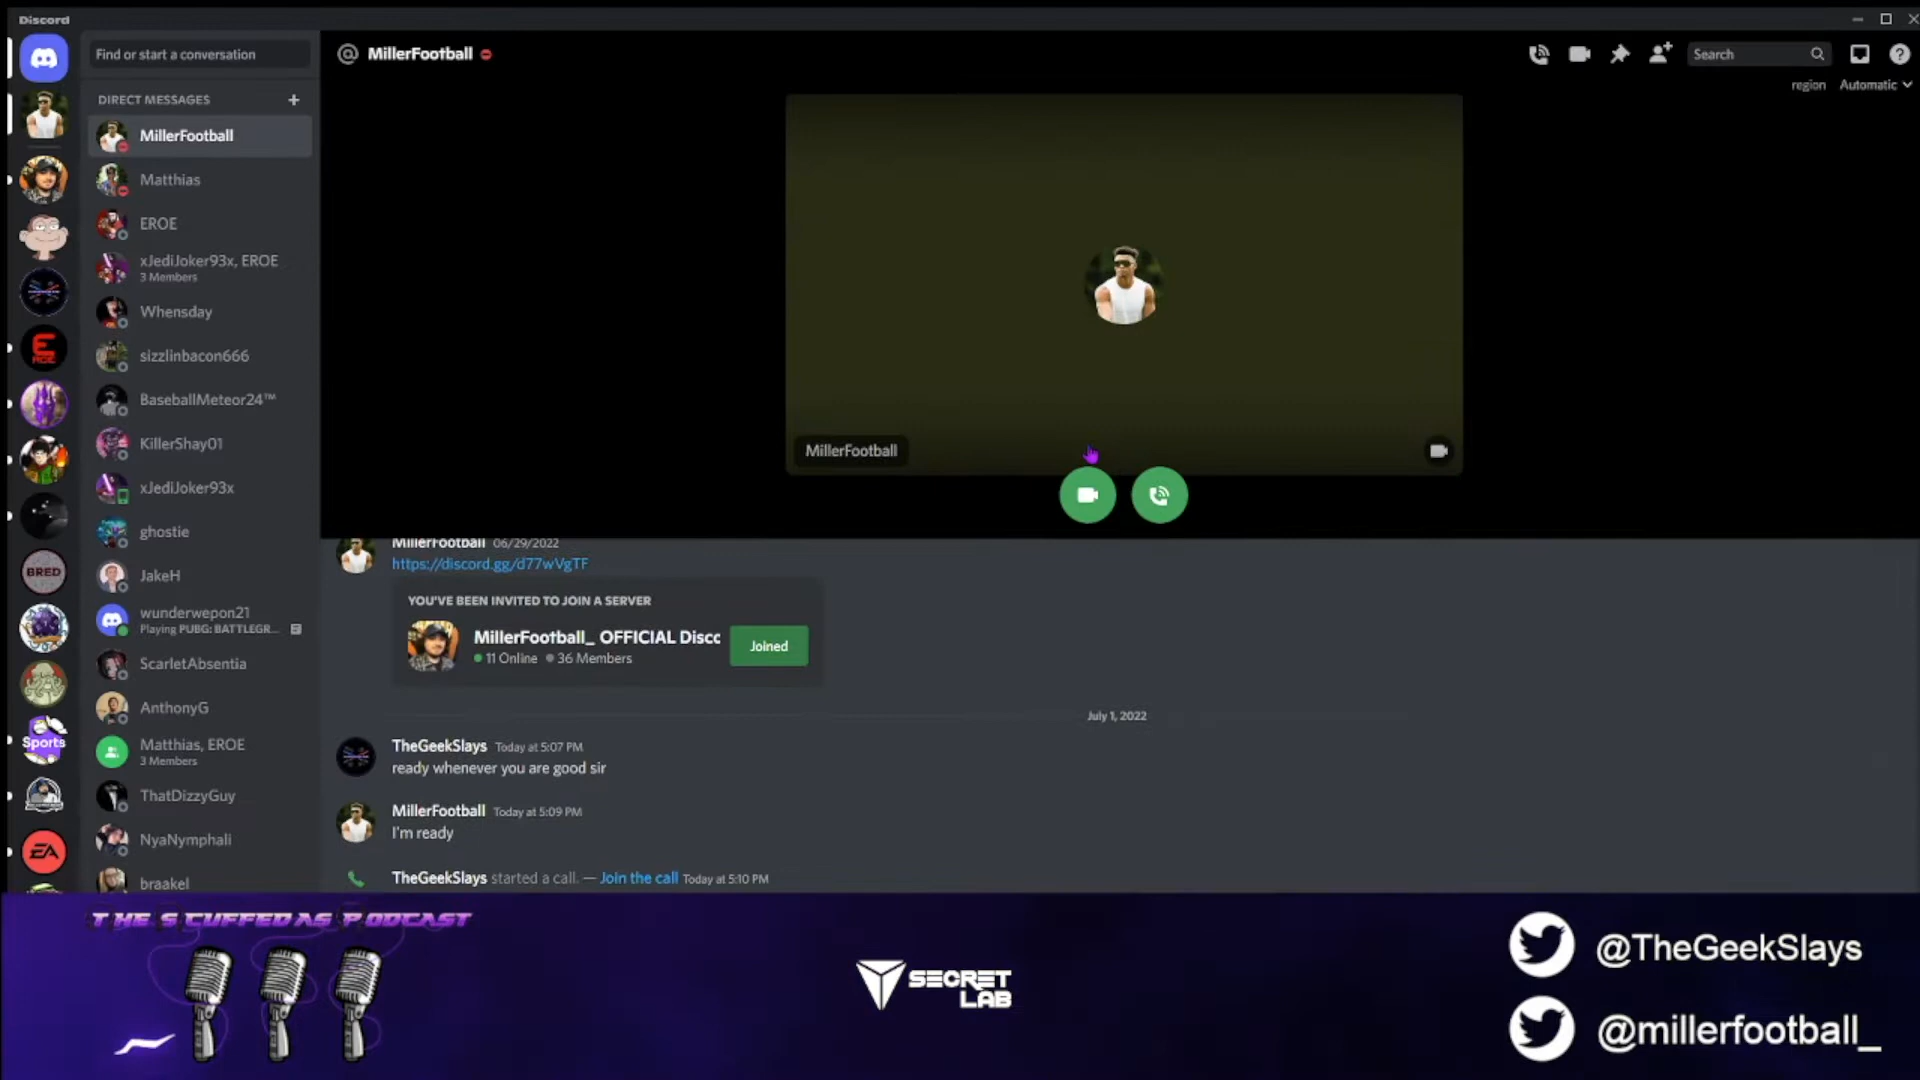 Discord
Find or start a conversation
DIRECT MESSAGES
MillerFootball
Matthias
EROE
xJediJoker93x, EROE
3 Members
Whensday
sizzlinbacon666
BaseballMeteor24™
KillerShay01
xJediJoker93x
ghostie
JakeH
wunderwepon21
Playing PUBG: BATTLEGR...
ScarletAbsentia
AnthonyG
Matthias, EROE
3 Members
ThatDizzyGuy
NyaNymphali
braakel
BRED
Sports
EA
@ MillerFootball
Search
region Automatic
MillerFootball
MillerFootball 06/29/2022
https://discord.gg/d77wVgTF
YOU'VE BEEN INVITED TO JOIN A SERVER
MillerFootball_ OFFICIAL Disco
11 Online 36 Members
Joined
July 1, 2022
TheGeekSlays Today at 5:07 PM
ready whenever you are good sir
MillerFootball Today at 5:09 PM
I'm ready
TheGeekSlays started a call. — Join the call Today at 5:10 PM
THE SCUFFED AS PODCAST
SECRET
LAB
@TheGeekSlays
@millerfootball_